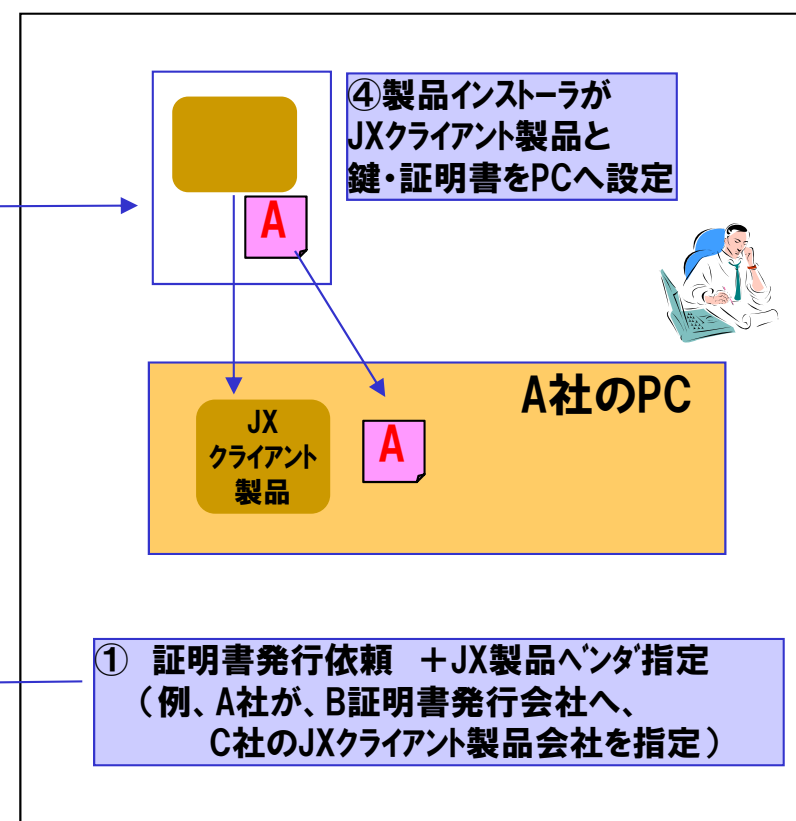 ④製品インストーラが
JXクライアント製品と
鍵・証明書をPCへ設定
A
A社のPC
JX
クライアント
製品
A
① 証明書発行依頼 +JX製品ベンダ指定
(例、A社が、B証明書発行会社へ、
C社のJXクライアント製品会社を指定)